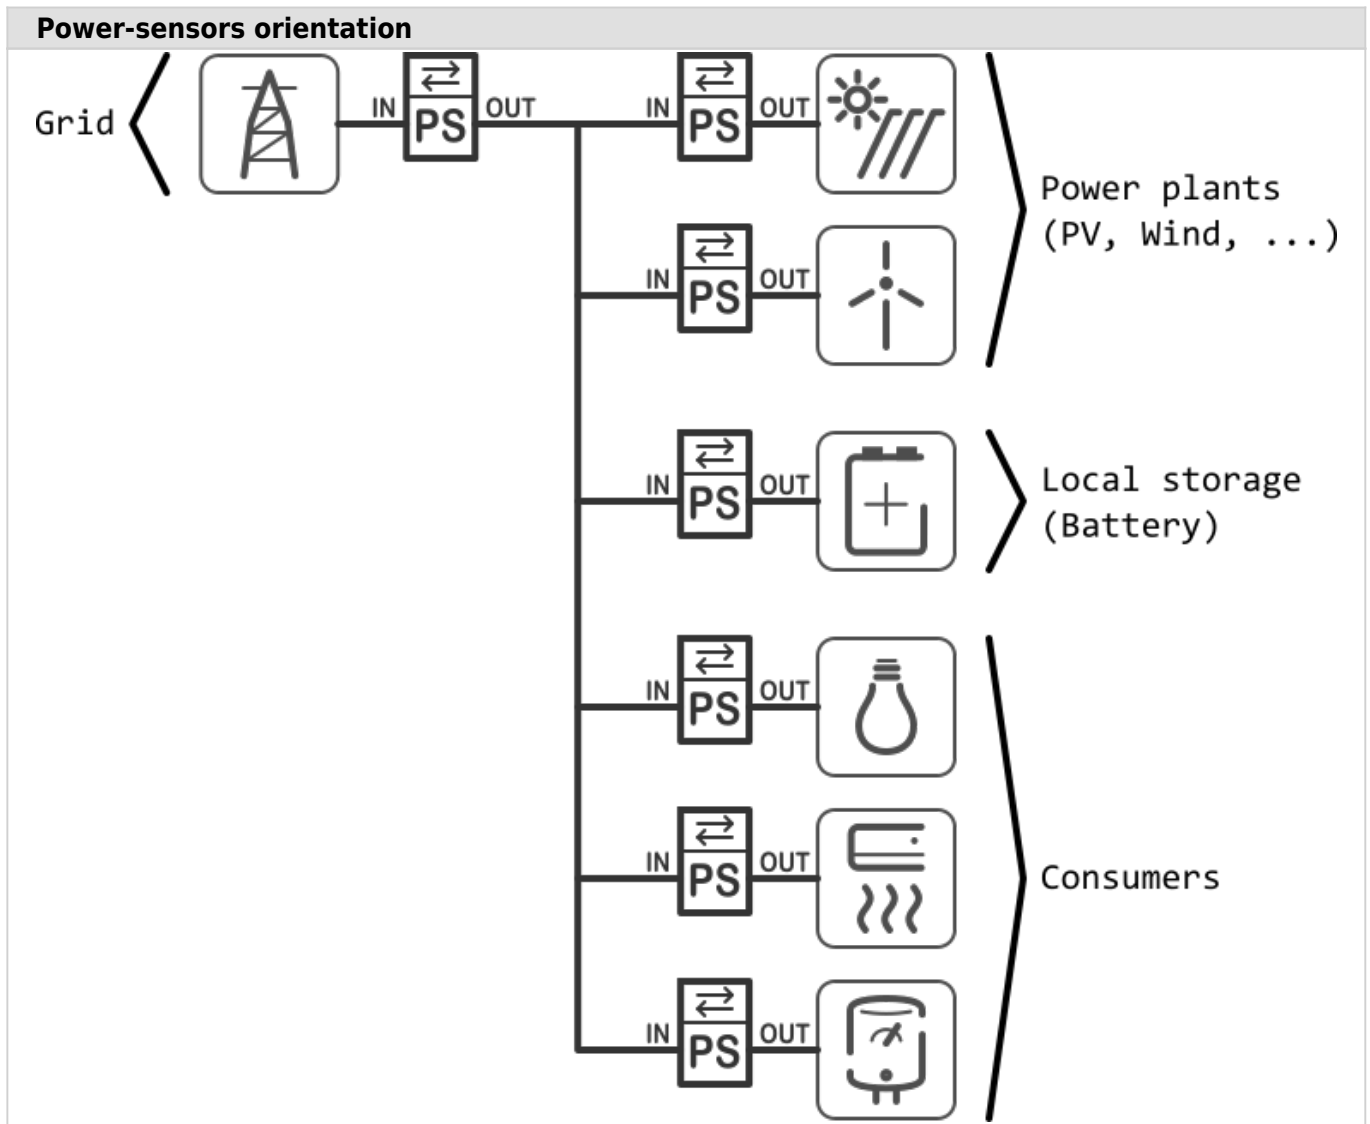 Power-sensors orientation
Grid
IN PS OUT
IN PS OUT
Power plants
(PV, Wind, ...)
IN PS OUT
IN PS OUT
Local storage
(Battery)
IN PS OUT
IN PS OUT
Consumers
IN PS OUT